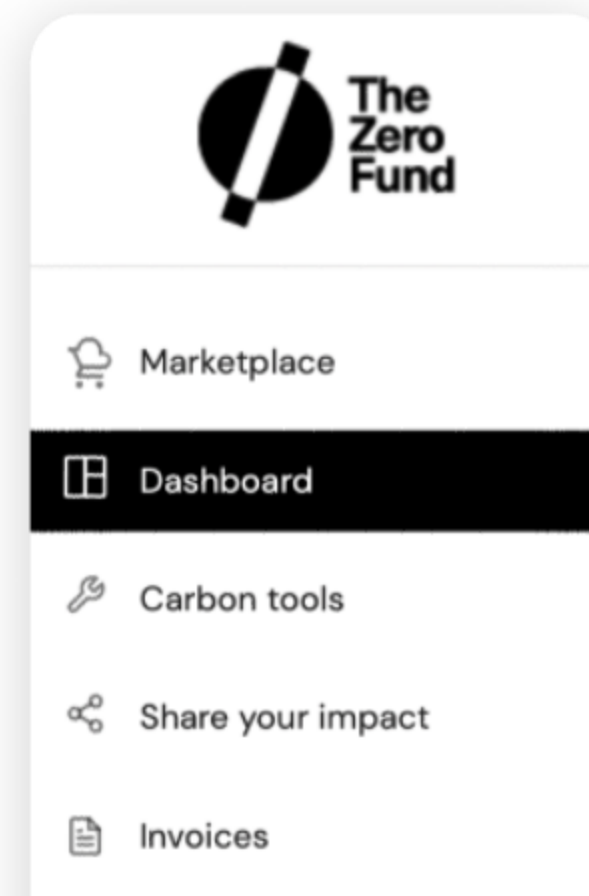 The
Zero
Fund
Marketplace
Dashboard
Carbon tools
Share your impact
Invoices